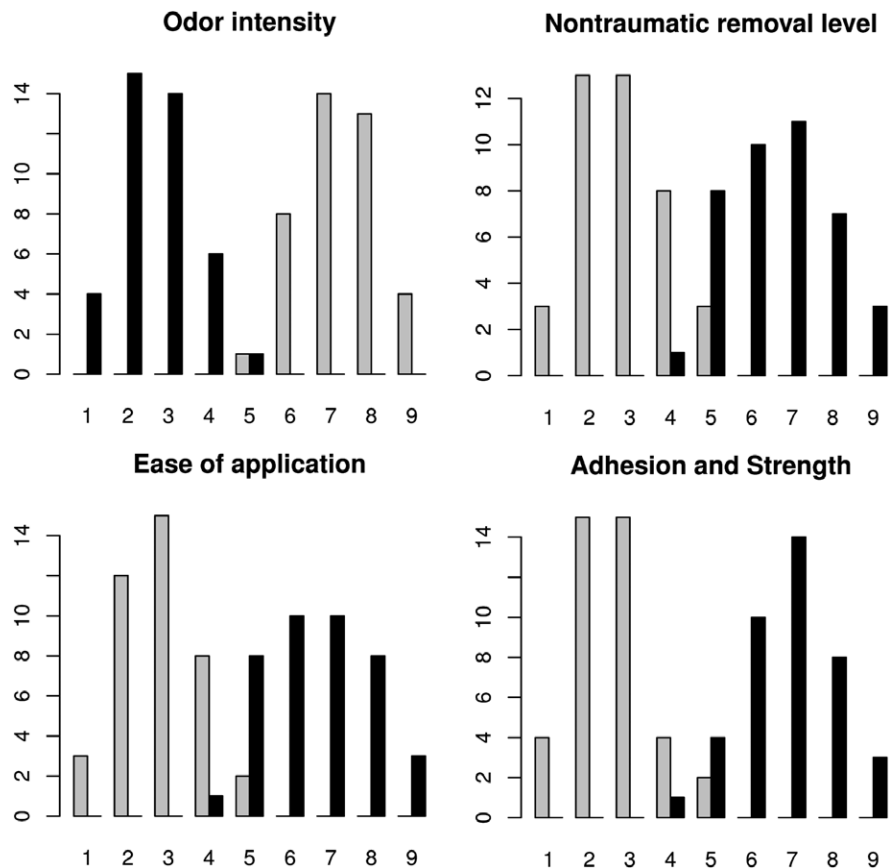 Odor intensity
0 2 4 6 8 10 14
1 2 3 4 5 6 7 8 9
Nontraumatic removal level
0 2 4 6 8 10 12
1 2 3 4 5 6 7 8 9
Ease of application
0 2 4 6 8 10 14
1 2 3 4 5 6 7 8 9
Adhesion and Strength
0 2 4 6 8 10 14
1 2 3 4 5 6 7 8 9